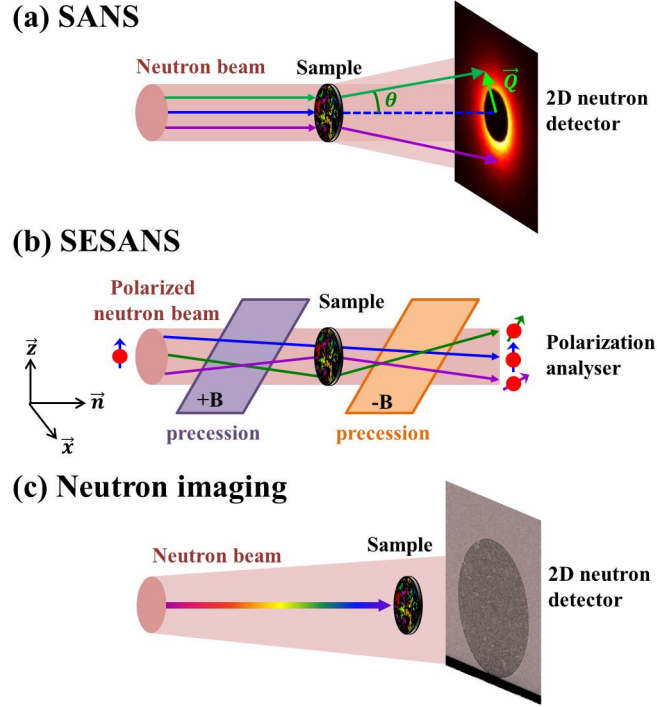 (a) SANS
Neutron beam
Sample
θ
Q⃗
2D neutron
detector
(b) SESANS
Polarized
neutron beam
Sample
Polarization
analyser
z⃗
n⃗
x⃗
+B
-B
precession
precession
(c) Neutron imaging
Neutron beam
Sample
2D neutron
detector